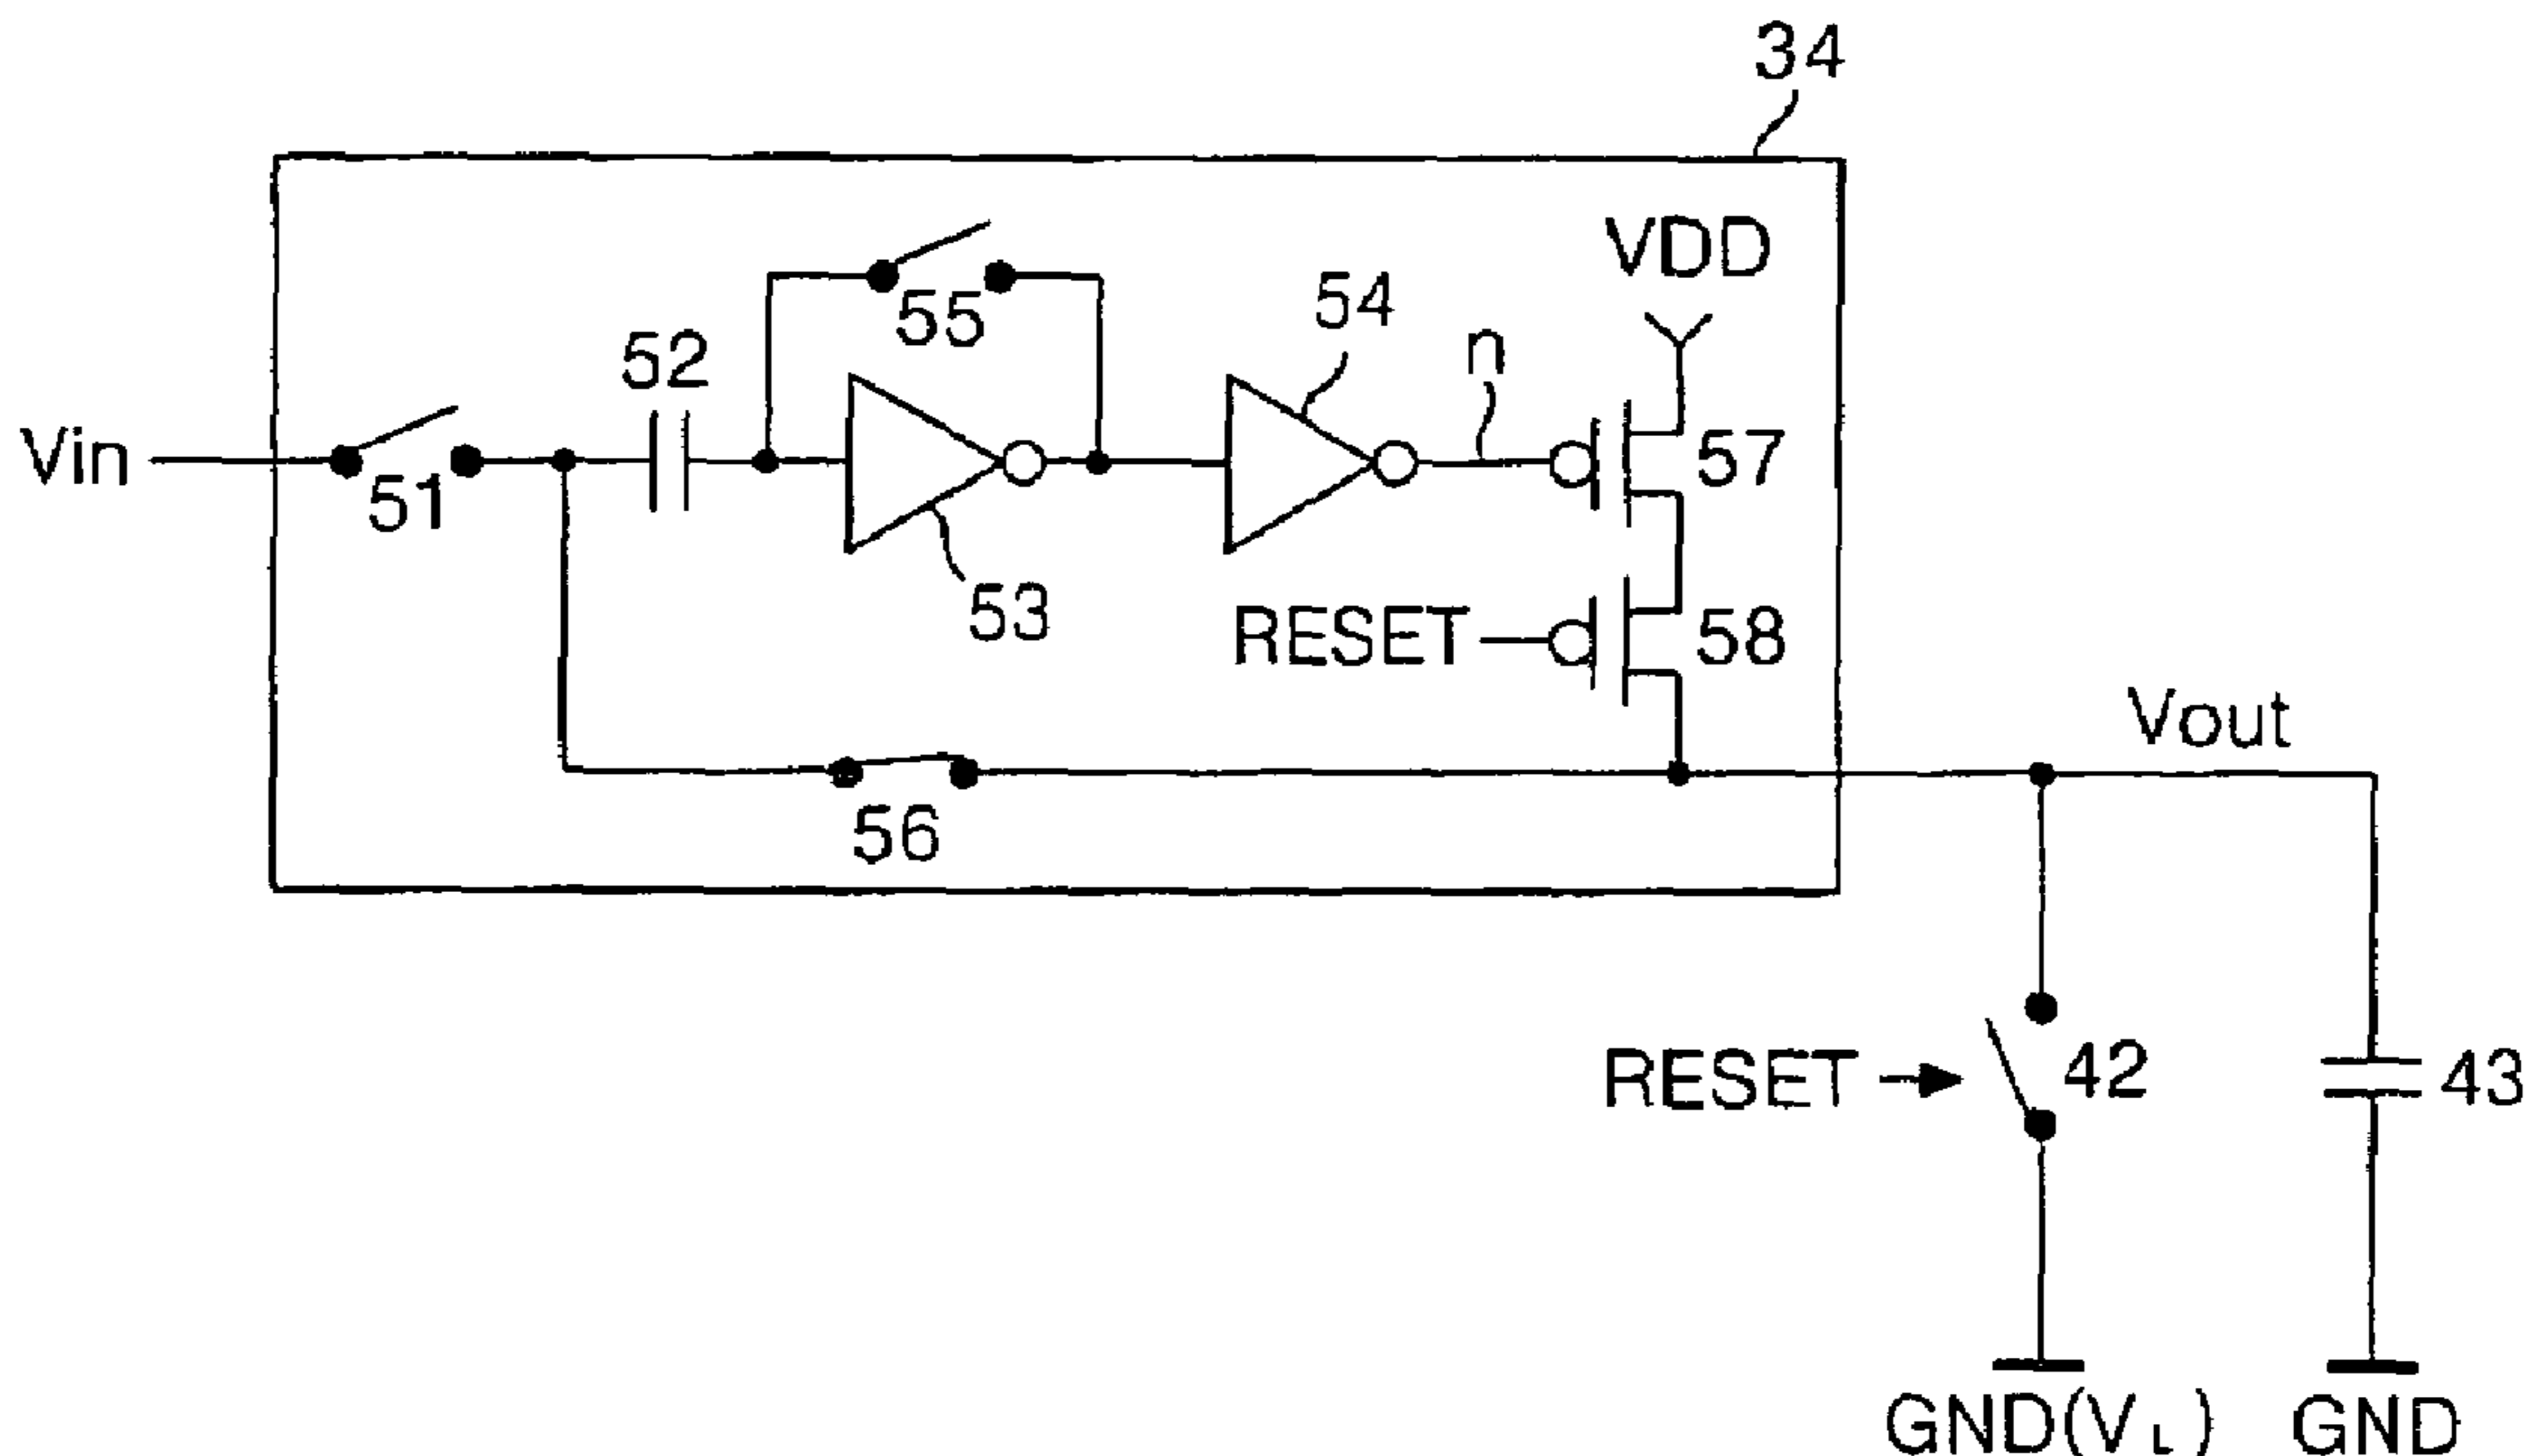 34
VDD
54
55
52
n
Vin
51
57
53
RESET
58
Vout
56
RESET
42
43
GND(VL)
GND